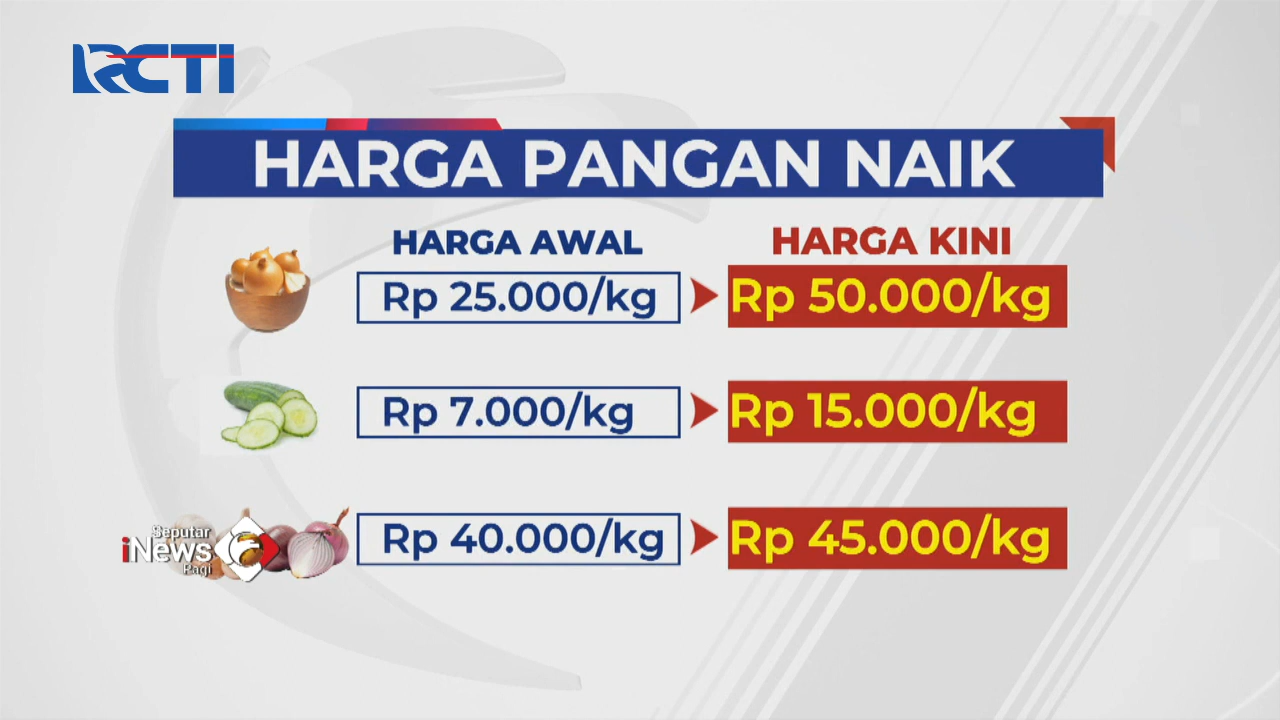 RCTI
HARGA PANGAN NAIK
HARGA AWAL HARGA KINI
Rp 25.000/kg Rp 50.000/kg
Rp 7.000/kg Rp 15.000/kg
Rp 40.000/kg Rp 45.000/kg
Seputar
iNews
Pagi